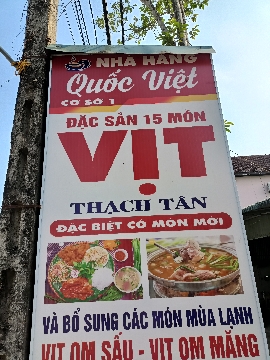 NHÀ HÀNG
Quốc Việt
CƠ SỞ 1
ĐẶC SẢN 15 MÓN
VỊT
THẠCH TÂN
ĐẶC BIỆT CÓ MÓN MỚI
VÀ BỔ SUNG CÁC MÓN MÙA LẠNH
VỊT OM SẤU - VỊT OM MĂNG